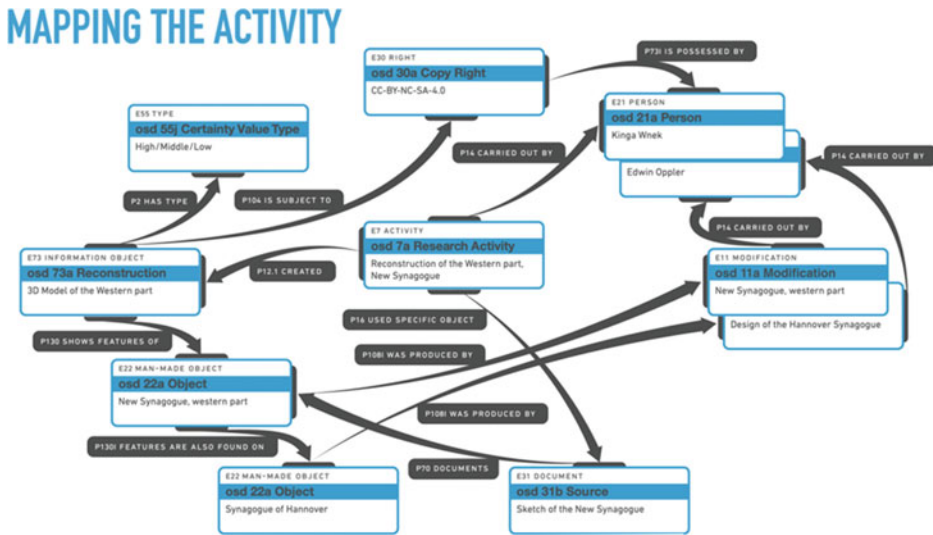 MAPPING THE ACTIVITY
E30 RIGHT
osd 30a Copy Right
CC-BY-NC-SA-4.0
P73I IS POSSESSED BY
E55 TYPE
osd 55j Certainty Value Type
High/Middle/Low
E21 PERSON
osd 21a Person
Kinga Wnek
Edwin Oppler
P14 CARRIED OUT BY
P14 CARRIED OUT BY
P2 HAS TYPE
P104 IS SUBJECT TO
E7 ACTIVITY
osd 7a Research Activity
Reconstruction of the Western part,
New Synagogue
P14 CARRIED OUT BY
E73 INFORMATION OBJECT
osd 73a Reconstruction
3D Model of the Western part
P12.1 CREATED
E11 MODIFICATION
osd 11a Modification
New Synagogue, western part
Design of the Hannover Synagogue
P16 USED SPECIFIC OBJECT
P130 SHOWS FEATURES OF
P108I WAS PRODUCED BY
E22 MAN-MADE OBJECT
osd 22a Object
New Synagogue, western part
P108I WAS PRODUCED BY
P130I FEATURES ARE ALSO FOUND ON
P70 DOCUMENTS
E22 MAN-MADE OBJECT
osd 22a Object
Synagogue of Hannover
E31 DOCUMENT
osd 31b Source
Sketch of the New Synagogue